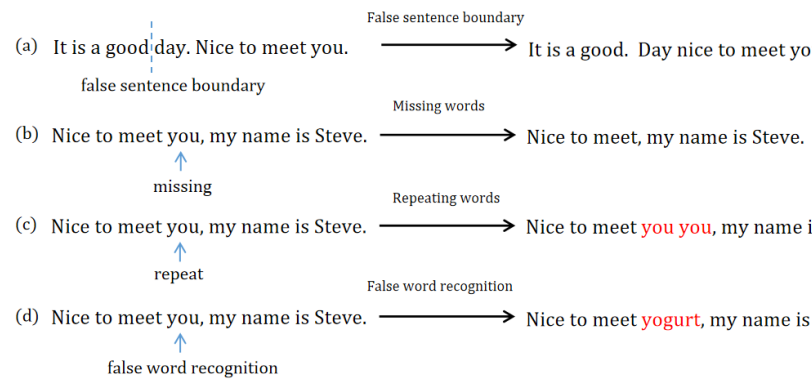 False sentence boundary
(a) It is a good day. Nice to meet you. It is a good. Day nice to meet yo
false sentence boundary
Missing words
(b) Nice to meet you, my name is Steve. Nice to meet, my name is Steve.
missing
Repeating words
(c) Nice to meet you, my name is Steve. Nice to meet you you, my name i
repeat
False word recognition
(d) Nice to meet you, my name is Steve. Nice to meet yogurt, my name is
false word recognition